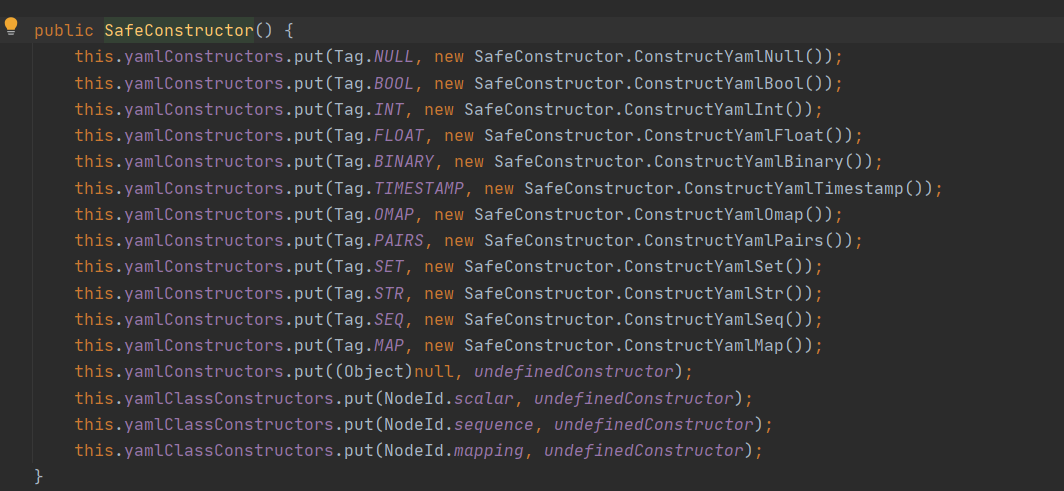 public SafeConstructor() {
this.yamlConstructors.put(Tag.NULL, new SafeConstructor.ConstructYamlNull());
this.yamlConstructors.put(Tag.BOOL, new SafeConstructor.ConstructYamlBool());
this.yamlConstructors.put(Tag.INT, new SafeConstructor.ConstructYamlInt());
this.yamlConstructors.put(Tag.FLOAT, new SafeConstructor.ConstructYamlFloat());
this.yamlConstructors.put(Tag.BINARY, new SafeConstructor.ConstructYamlBinary());
this.yamlConstructors.put(Tag.TIMESTAMP, new SafeConstructor.ConstructYamlTimestamp());
this.yamlConstructors.put(Tag.OMAP, new SafeConstructor.ConstructYamlOmap());
this.yamlConstructors.put(Tag.PAIRS, new SafeConstructor.ConstructYamlPairs());
this.yamlConstructors.put(Tag.SET, new SafeConstructor.ConstructYamlSet());
this.yamlConstructors.put(Tag.STR, new SafeConstructor.ConstructYamlStr());
this.yamlConstructors.put(Tag.SEQ, new SafeConstructor.ConstructYamlSeq());
this.yamlConstructors.put(Tag.MAP, new SafeConstructor.ConstructYamlMap());
this.yamlConstructors.put((Object)null, undefinedConstructor);
this.yamlClassConstructors.put(NodeId.scalar, undefinedConstructor);
this.yamlClassConstructors.put(NodeId.sequence, undefinedConstructor);
this.yamlClassConstructors.put(NodeId.mapping, undefinedConstructor);
}